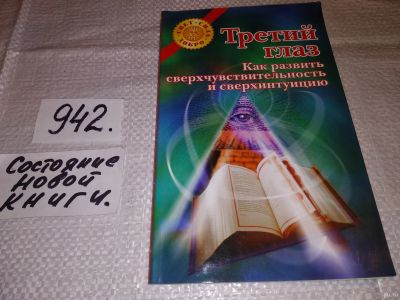 Третий
глаз
Как развить
сверхчувствительность
и сверхинтуицию
942.
Состояние
новой
книги.